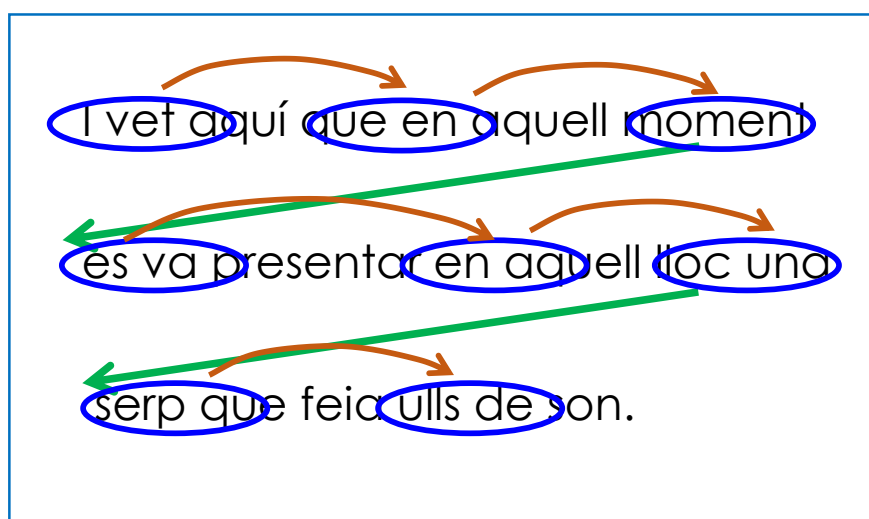 I vet aquí que en aquell moment
es va presentar en aquell lloc una
serp que feia ulls de son.